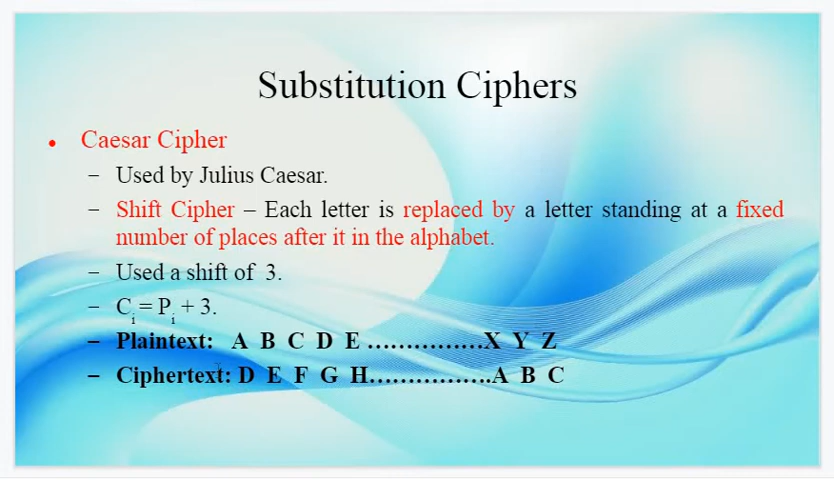 Substitution Ciphers
• Caesar Cipher
– Used by Julius Caesar.
– Shift Cipher – Each letter is replaced by a letter standing at a fixed
number of places after it in the alphabet.
– Used a shift of 3.
– Cᵢ = Pᵢ + 3.
– Plaintext: A B C D E ...............X Y Z
– Ciphertext: D E F G H................A B C